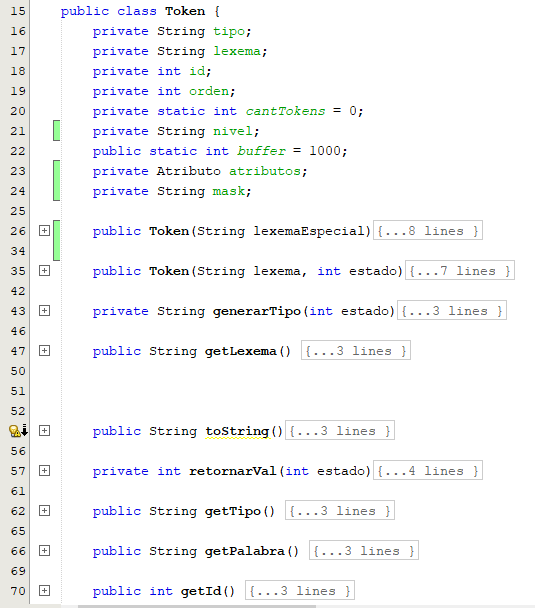 15 public class Token {
16 private String tipo;
17 private String lexema;
18 private int id;
19 private int orden;
20 private static int cantTokens = 0;
21 private String nivel;
22 public static int buffer = 1000;
23 private Atributo atributos;
24 private String mask;
25
26 public Token(String lexemaEspecial){...8 lines }
34
35 public Token(String lexema, int estado){...7 lines }
42
43 private String generarTipo(int estado){...3 lines }
46
47 public String getLexema() {...3 lines }
50
51
52
public String toString(){...3 lines }
56
57 private int retornarVal(int estado){...4 lines }
61
62 public String getTipo() {...3 lines }
65
66 public String getPalabra() {...3 lines }
69
70 public int getId() {...3 lines }